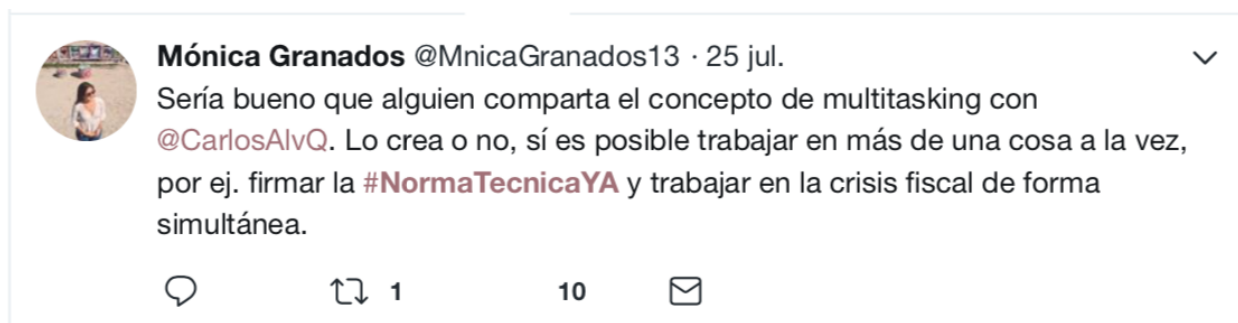 Mónica Granados @MnicaGranados13 · 25 jul.
Sería bueno que alguien comparta el concepto de multitasking con
@CarlosAlvQ. Lo crea o no, sí es posible trabajar en más de una cosa a la vez,
por ej. firmar la #NormaTecnicaYA y trabajar en la crisis fiscal de forma
simultánea.
1 10